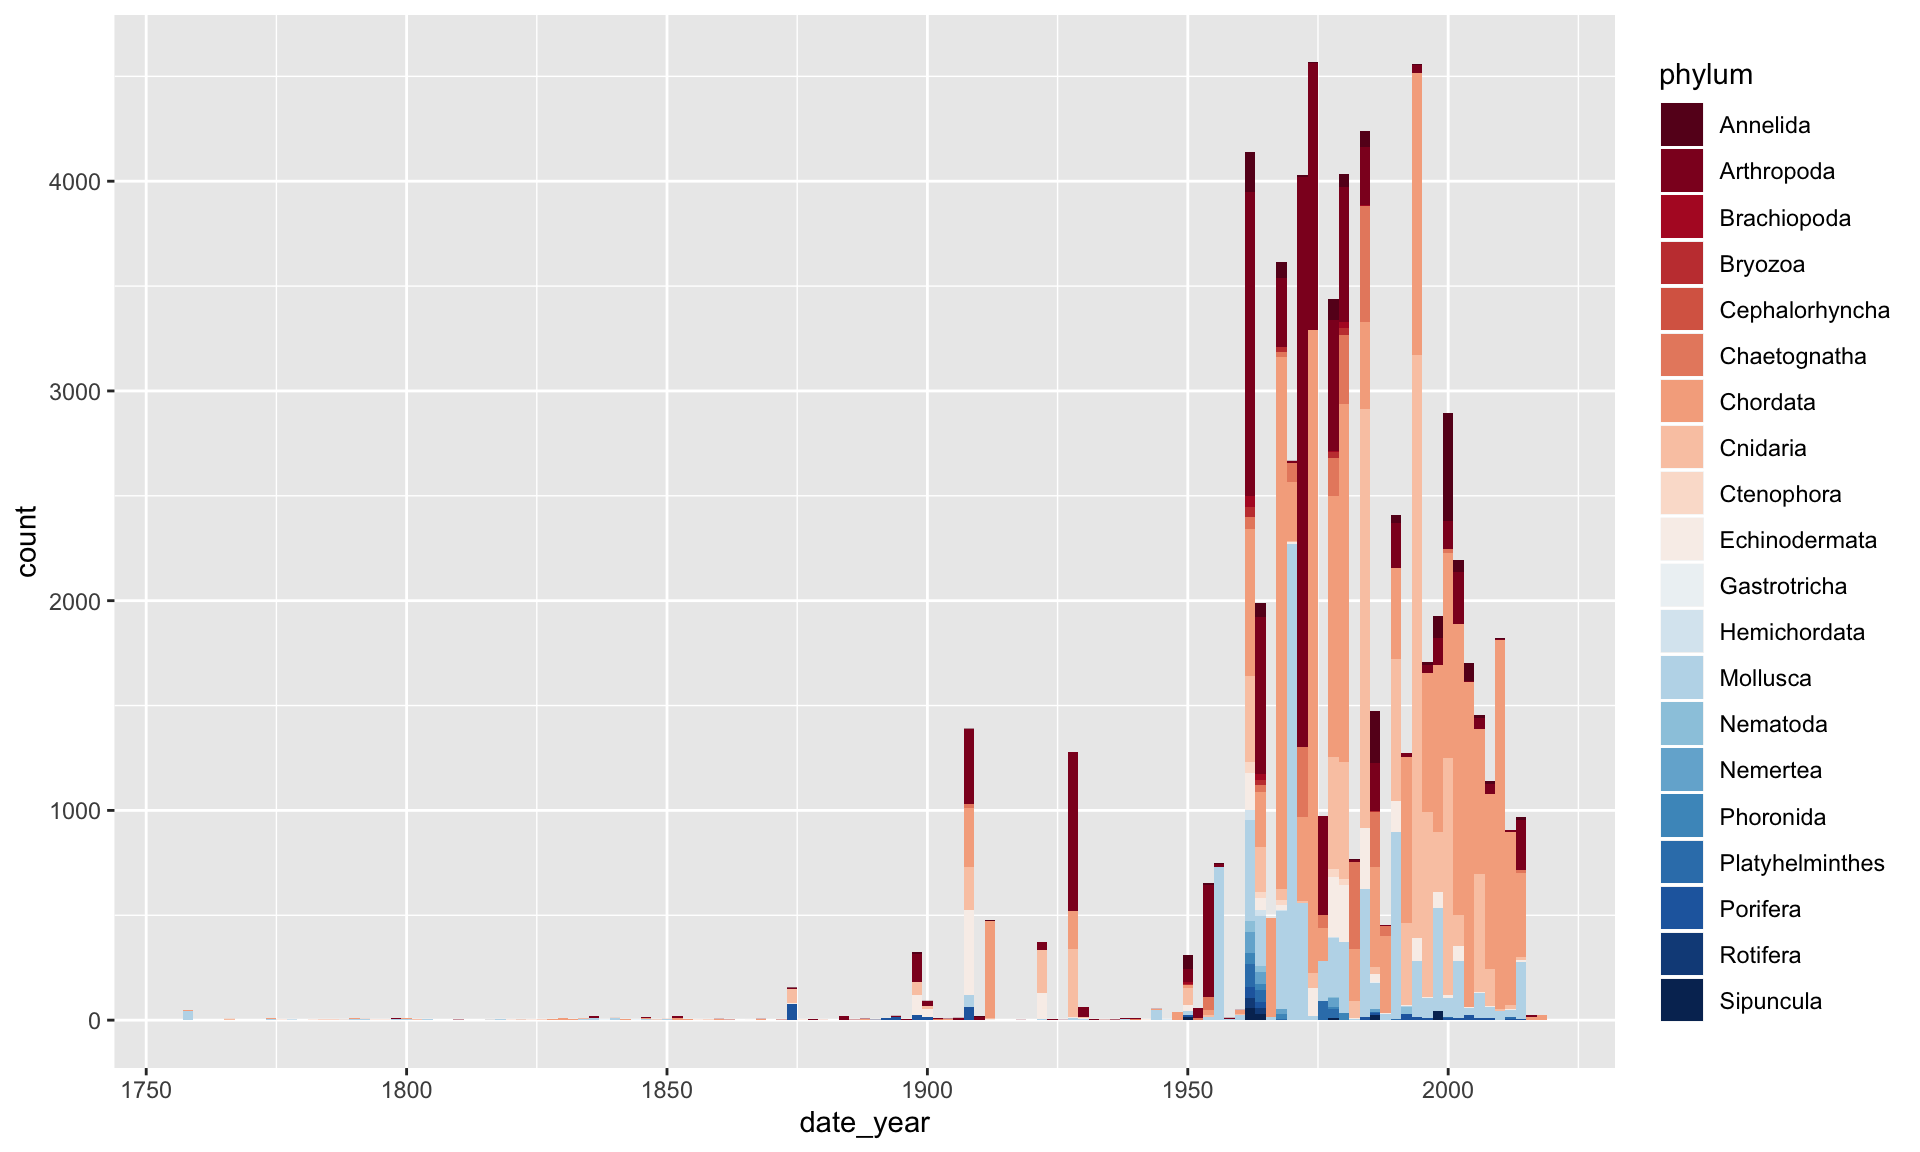 phylum
Annelida
Arthropoda
Brachiopoda
Bryozoa
Cephalorhyncha
Chaetognatha
Chordata
Cnidaria
Ctenophora
Echinodermata
Gastrotricha
Hemichordata
Mollusca
Nematoda
Nemertea
Phoronida
Platyhelminthes
Porifera
Rotifera
Sipuncula
count
4000
3000
2000
1000
0
1750 1800 1850 1900 1950 2000
date_year